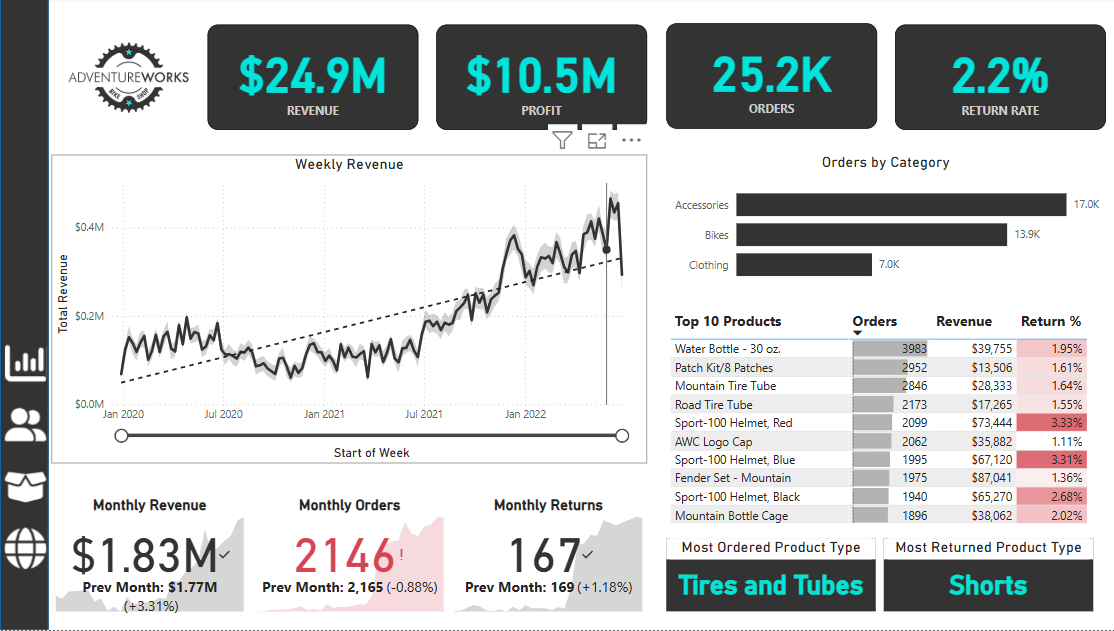 ADVENTUREWORKS
BIKE SHOP
$24.9M
REVENUE
$10.5M
PROFIT
25.2K
ORDERS
2.2%
RETURN RATE
Weekly Revenue
Total Revenue
$0.4M
$0.2M
$0.0M
Jan 2020 Jul 2020 Jan 2021 Jul 2021 Jan 2022
Start of Week
Orders by Category
Accessories 17.0K
Bikes 13.9K
Clothing 7.0K
Top 10 Products Orders Revenue Return %
Water Bottle - 30 oz. 3983 $39,755 1.95%
Patch Kit/8 Patches 2952 $13,506 1.61%
Mountain Tire Tube 2846 $28,333 1.64%
Road Tire Tube 2173 $17,265 1.55%
Sport-100 Helmet, Red 2099 $73,444 3.33%
AWC Logo Cap 2062 $35,882 1.11%
Sport-100 Helmet, Blue 1995 $67,120 3.31%
Fender Set - Mountain 1975 $87,041 1.36%
Sport-100 Helmet, Black 1940 $65,270 2.68%
Mountain Bottle Cage 1896 $38,062 2.02%
Monthly Revenue
$1.83M
Prev Month: $1.77M
(+3.31%)
Monthly Orders
2146!
Prev Month: 2,165 (-0.88%)
Monthly Returns
167
Prev Month: 169 (+1.18%)
Most Ordered Product Type
Tires and Tubes
Most Returned Product Type
Shorts